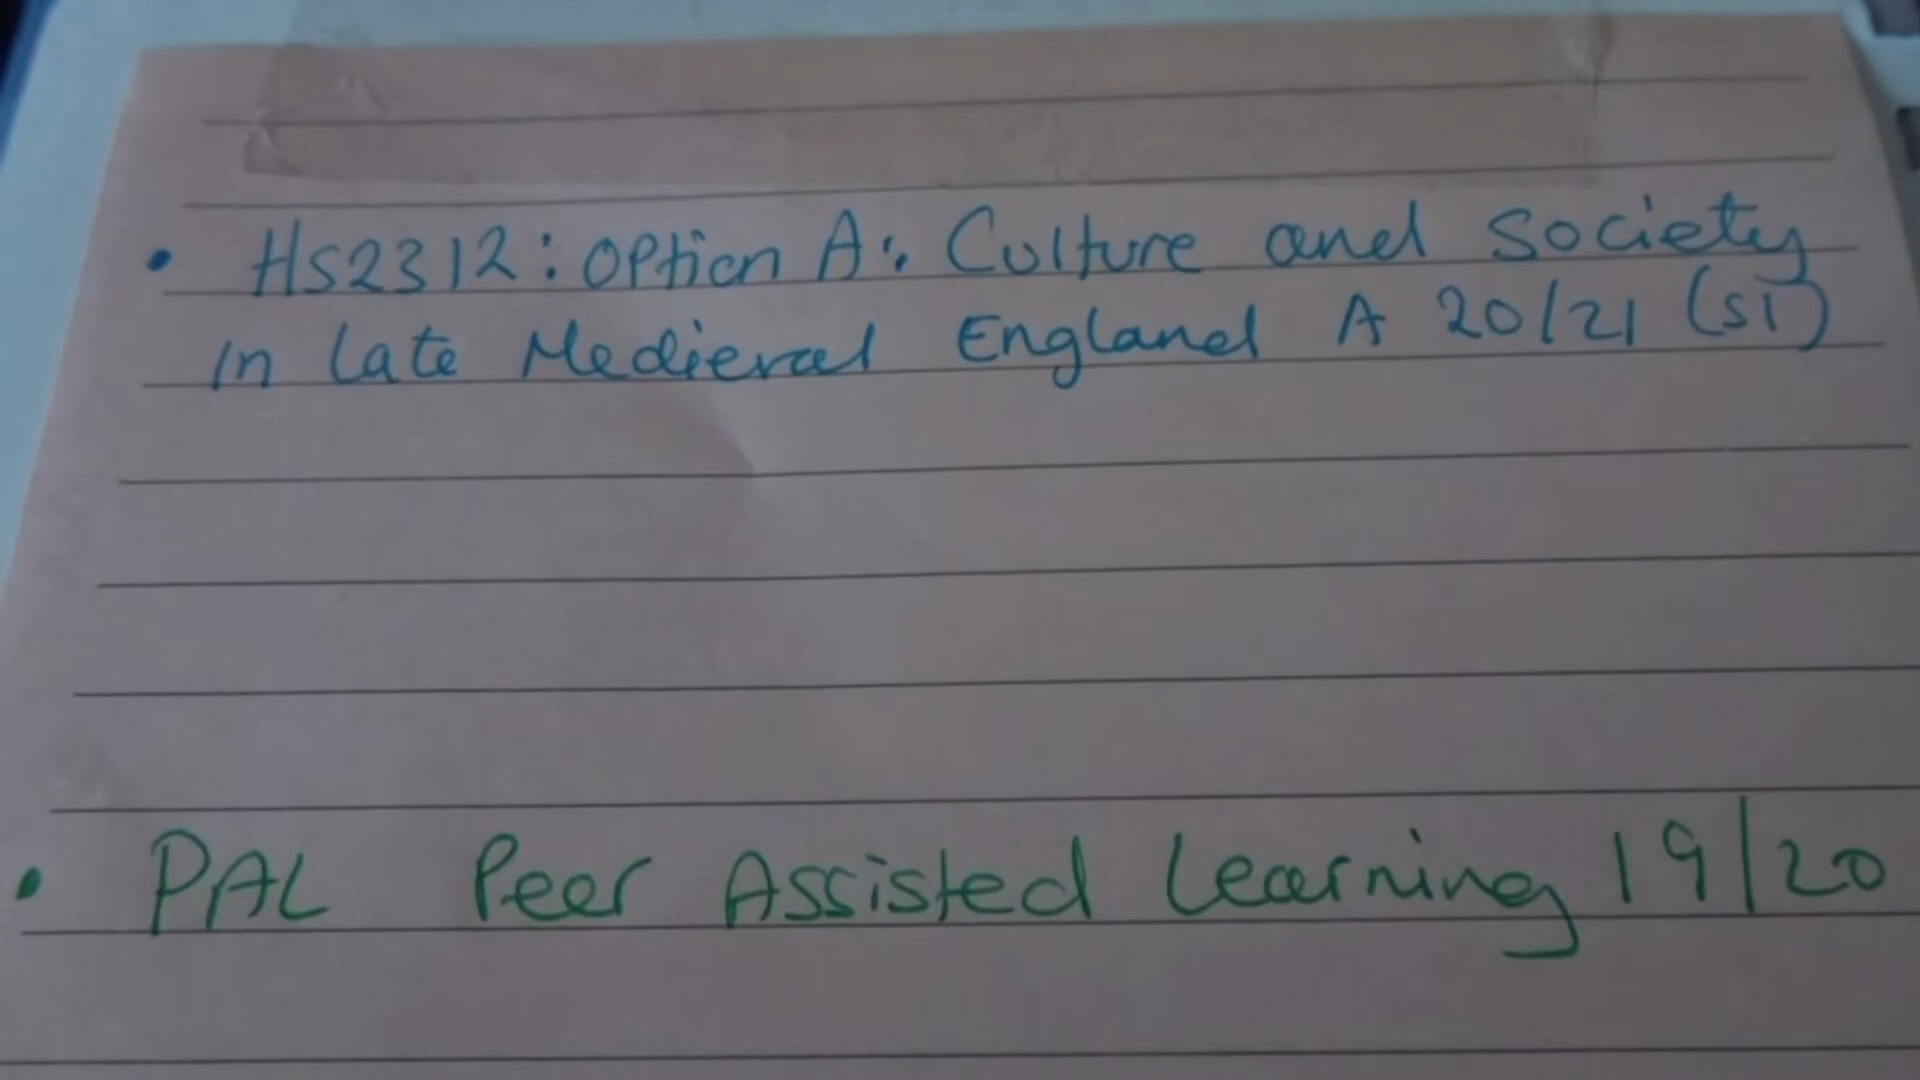 • HS2312: Option A: Culture and Society
in late Medieval England A 20/21 (S1)
• PAL Peer Assisted Learning 19/20